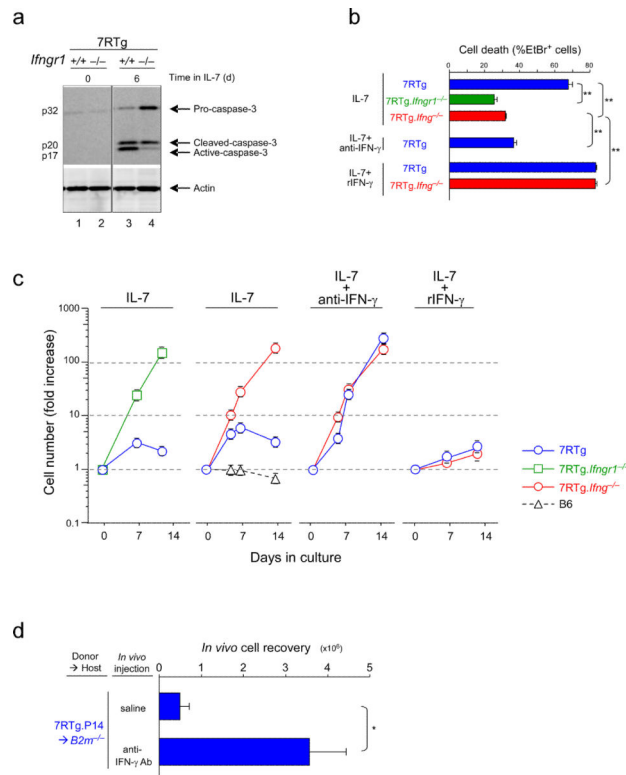 a
7RTg
Ifngr1 +/+ −/− +/+ −/−
0 6 Time in IL-7 (d)
p32 Pro-caspase-3
p20 Cleaved-caspase-3
p17 Active-caspase-3
Actin
1 2 3 4
b
Cell death (%EtBr+ cells)
0 20 40 60 80
IL-7
7RTg
7RTg.Ifngr1−/−
7RTg.Ifng−/−
IL-7+
anti-IFN-γ
7RTg
IL-7+
rIFN-γ
7RTg
7RTg.Ifng−/−
**
**
**
**
c
IL-7
IL-7
IL-7
+
anti-IFN-γ
IL-7
+
rIFN-γ
Cell number (fold increase)
1000
100
10
1
0.1
0 7 14 0 7 14 0 7 14 0 7 14
Days in culture
7RTg
7RTg.Ifngr1−/−
7RTg.Ifng−/−
B6
d
Donor
→ Host
In vivo
injection
In vivo cell recovery (x10⁶)
0 1 2 3 4 5
7RTg.P14
→ B2m−/−
saline
anti-
IFN-γ Ab
*